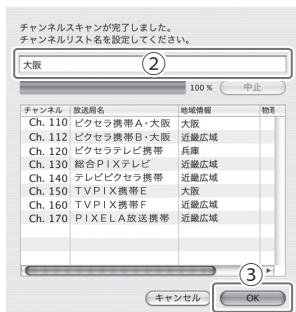 チャンネルスキャンが完了しました。
チャンネルリスト名を設定してください。
大阪
②
100 % 中止
チャンネル 放送局名 地域情報 物理
Ch. 110 ピクセラ携帯A・大阪 大阪
Ch. 112 ピクセラ携帯B・大阪 近畿広域
Ch. 120 ピクセラテレビ携帯 兵庫
Ch. 130 総合PIXテレビ 近畿広域
Ch. 140 テレビピクセラ携帯 近畿広域
Ch. 150 TVPIX携帯E 大阪
Ch. 160 TVPIX携帯F 近畿広域
Ch. 170 PIXELA放送携帯 近畿広域
③
キャンセル OK